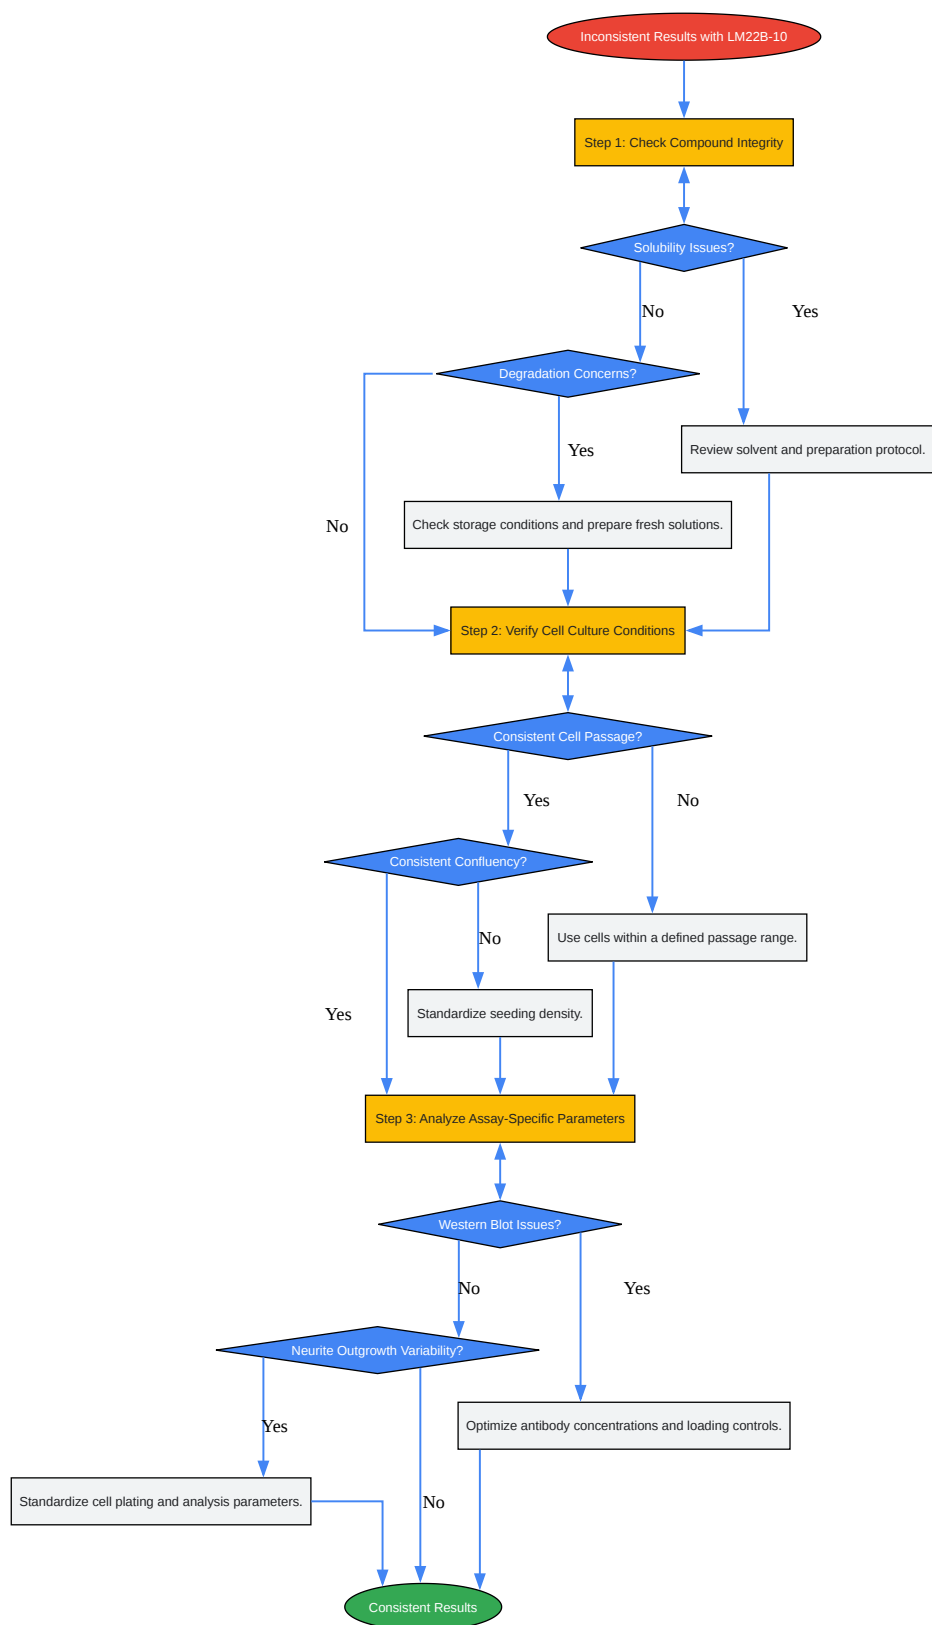 Inconsistent Results with LM22B-10
Step 1: Check Compound Integrity
Solubility Issues?
No
Yes
Degradation Concerns?
Yes
Review solvent and preparation protocol.
No
Check storage conditions and prepare fresh solutions.
Step 2: Verify Cell Culture Conditions
Consistent Cell Passage?
Yes
No
Consistent Confluency?
No
Use cells within a defined passage range.
Yes
Standardize seeding density.
Step 3: Analyze Assay-Specific Parameters
Western Blot Issues?
No
Yes
Neurite Outgrowth Variability?
Yes
Optimize antibody concentrations and loading controls.
Standardize cell plating and analysis parameters.
No
Consistent Results